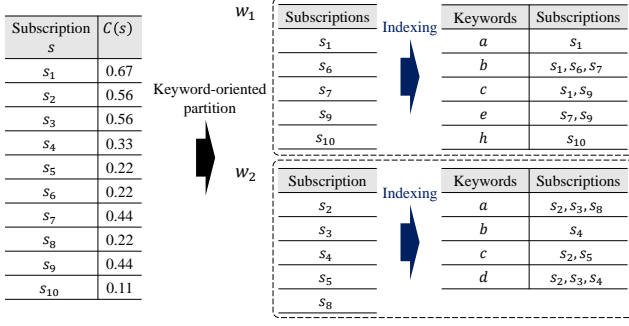 Subscription s C(s)
s1 0.67
s2 0.56
s3 0.56
s4 0.33
s5 0.22
s6 0.22
s7 0.44
s8 0.22
s9 0.44
s10 0.11
Keyword-oriented
partition
w1
Subscriptions
s1
s6
s7
s9
s10
Indexing
Keywords Subscriptions
a s1
b s1, s6, s7
c s1, s9
e s7, s9
h s10
w2
Subscription
s2
s3
s4
s5
s8
Indexing
Keywords Subscriptions
a s2, s3, s8
b s4
c s2, s5
d s2, s3, s4